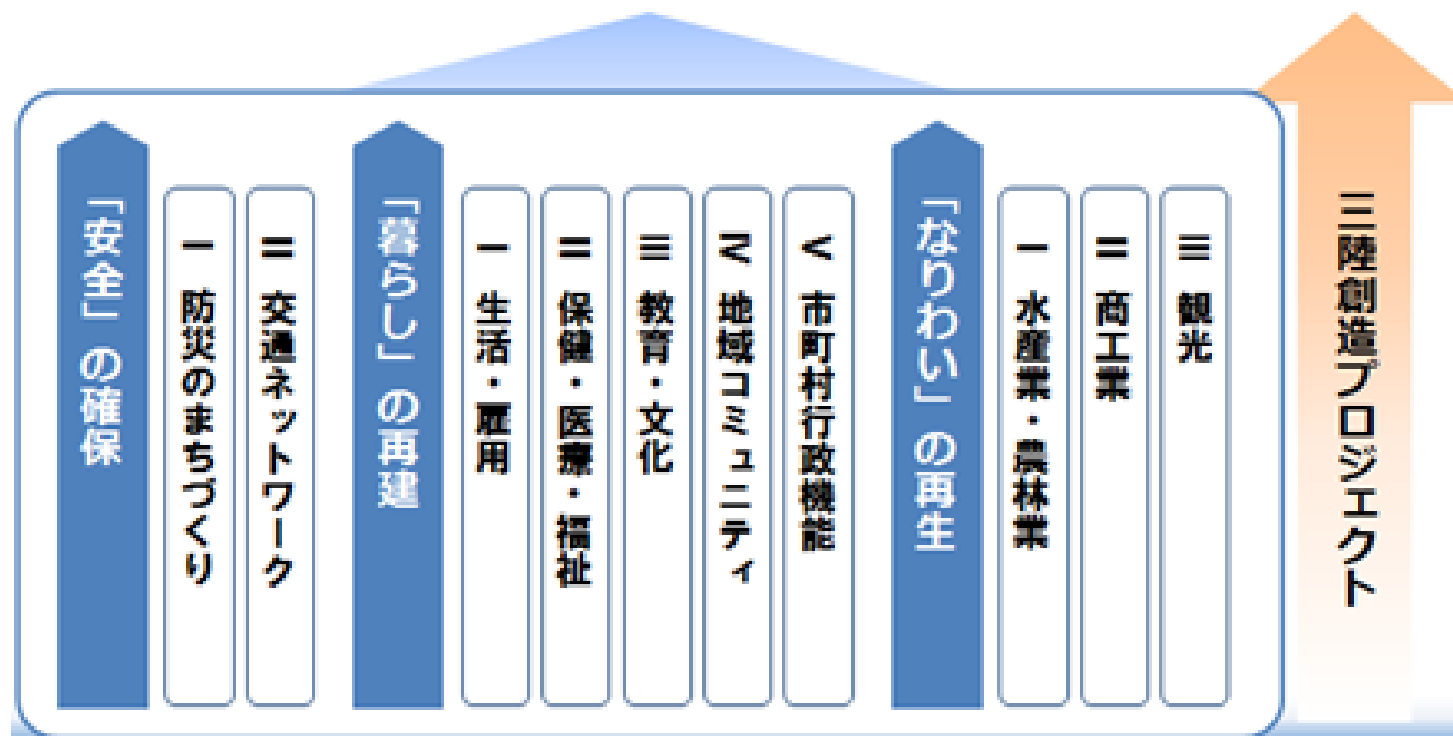 「安全」の確保
Ⅰ 防災のまちづくり
Ⅱ 交通ネットワーク
「暮らし」の再建
Ⅰ 生活・雇用
Ⅱ 保健・医療・福祉
Ⅲ 教育・文化
Ⅳ 地域コミュニティ
Ⅴ 市町村行政機能
「なりわい」の再生
Ⅰ 水産業・農林業
Ⅱ 商工業
Ⅲ 観光
三陸創造プロジェクト